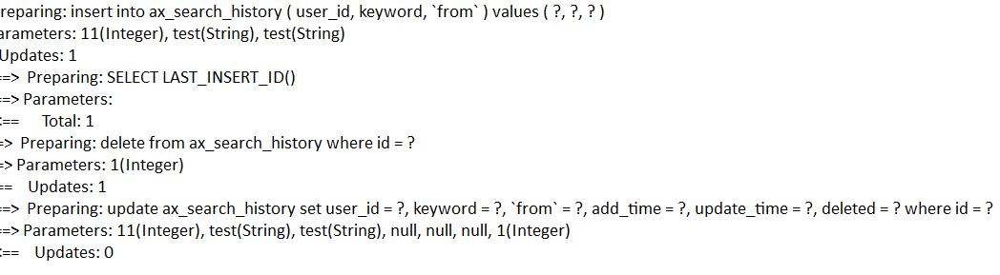 reparing: insert into ax_search_history ( user_id, keyword, `from` ) values ( ?, ?, ? )
arameters: 11(Integer), test(String), test(String)
Updates: 1
=> Preparing: SELECT LAST_INSERT_ID()
==> Parameters:
:== Total: 1
=> Preparing: delete from ax_search_history where id = ?
=> Parameters: 1(Integer)
== Updates: 1
==> Preparing: update ax_search_history set user_id = ?, keyword = ?, `from` = ?, add_time = ?, update_time = ?, deleted = ? where id = ?
==> Parameters: 11(Integer), test(String), test(String), null, null, null, 1(Integer)
:== Updates: 0